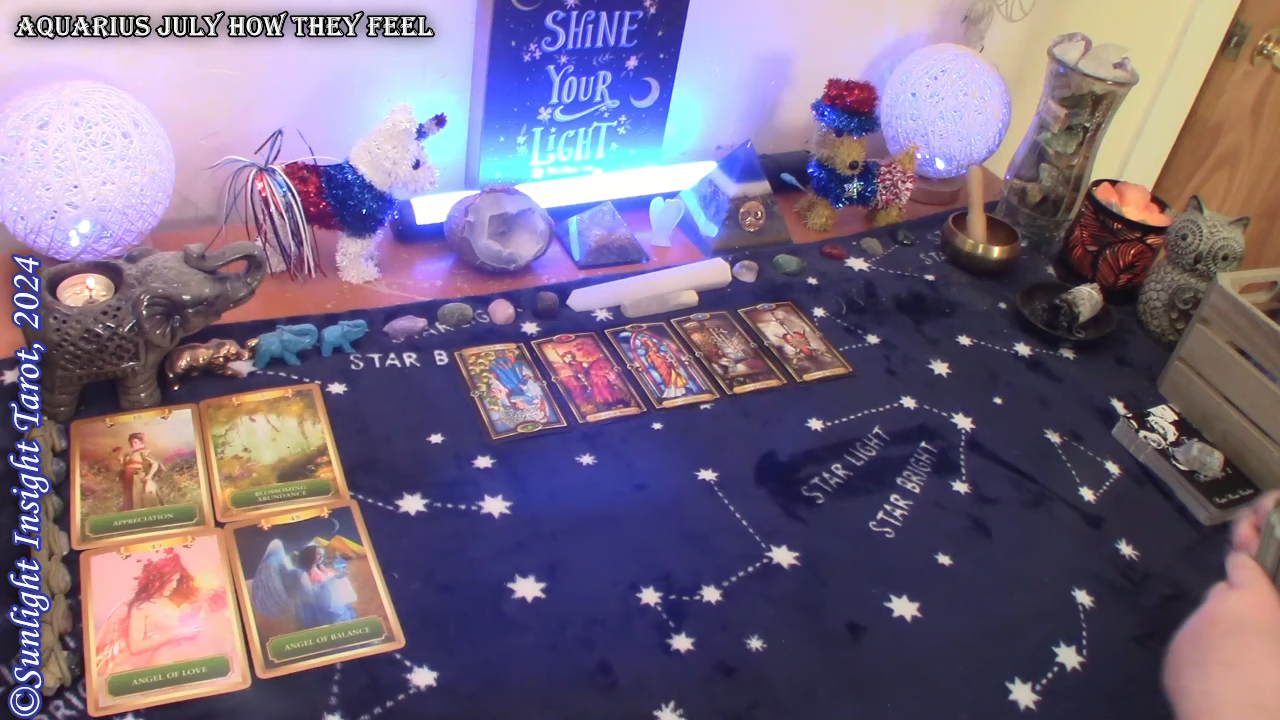 AQUARIUS JULY HOW THEY FEEL
SHINE
YOUR
LIGHT
©Sunlight Insight Tarot, 2024
STAR B
STAR LIGHT
STAR BRIGHT
APPRECIATION
BLOSSOMING
ABUNDANCE
ANGEL OF LOVE
ANGEL OF BALANCE